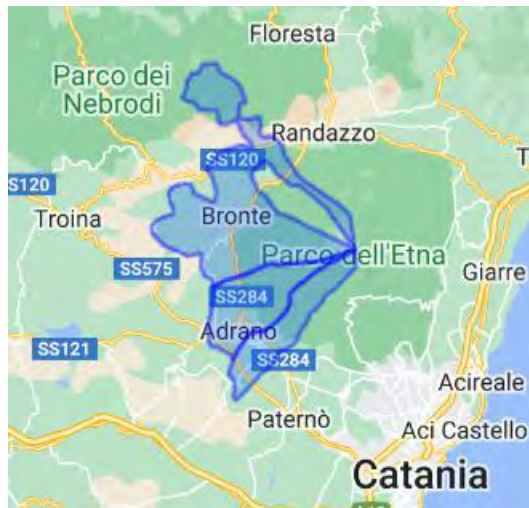 Floresta
Parco dei
Nebrodi
Randazzo
SS120
T
SS120
Troina
Bronte
Parco dell'Etna
SS575
Giarre
SS284
Adrano
SS121
SS284
Acireale
Paternò
Aci Castello
Catania